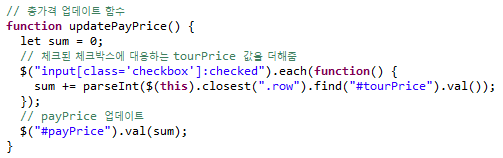 // 총가격 업데이트 함수
function updatePayPrice() {
  let sum = 0;
  // 체크된 체크박스에 대응하는 tourPrice 값을 더해줌
  $("input[class='checkbox']:checked").each(function() {
    sum += parseInt($(this).closest(".row").find("#tourPrice").val());
  });
  // payPrice 업데이트
  $("#payPrice").val(sum);
}